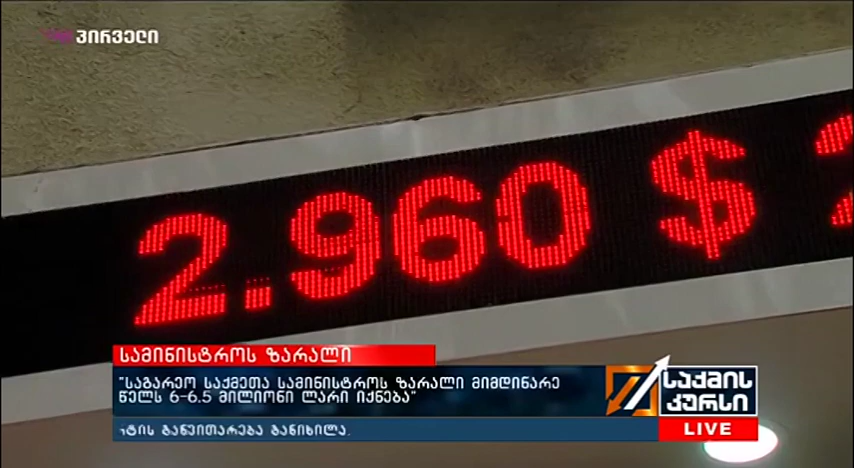 პირველი
2.960 $
სამინისტროს ზარალი
"საგარეო საქმეთა სამინისტროს ზარალი მიმდინარე
წელს 6-6.5 მილიონი ლარი იქნება"
საქმის
კურსი
LIVE
განვითარება განიხილა.